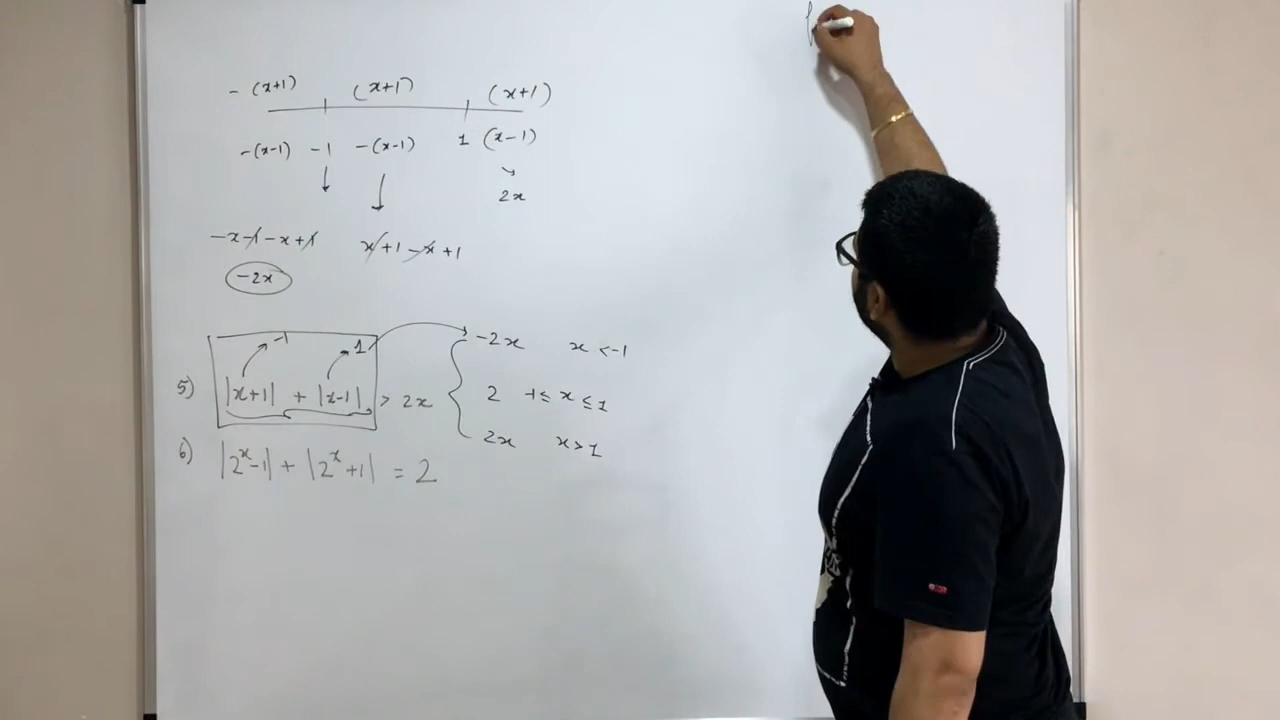 - (x+1) (x+1) (x+1)
-(x-1) -1 -(x-1) 1 (x-1)
2x
-x-1-x+1 x+1-x+1
-2x
-1 1
-2x x<-1
5) |x+1| + |x-1| > 2x
2 -1≤ x ≤1
2x x>1
6) |2^x-1| + |2^x+1| = 2